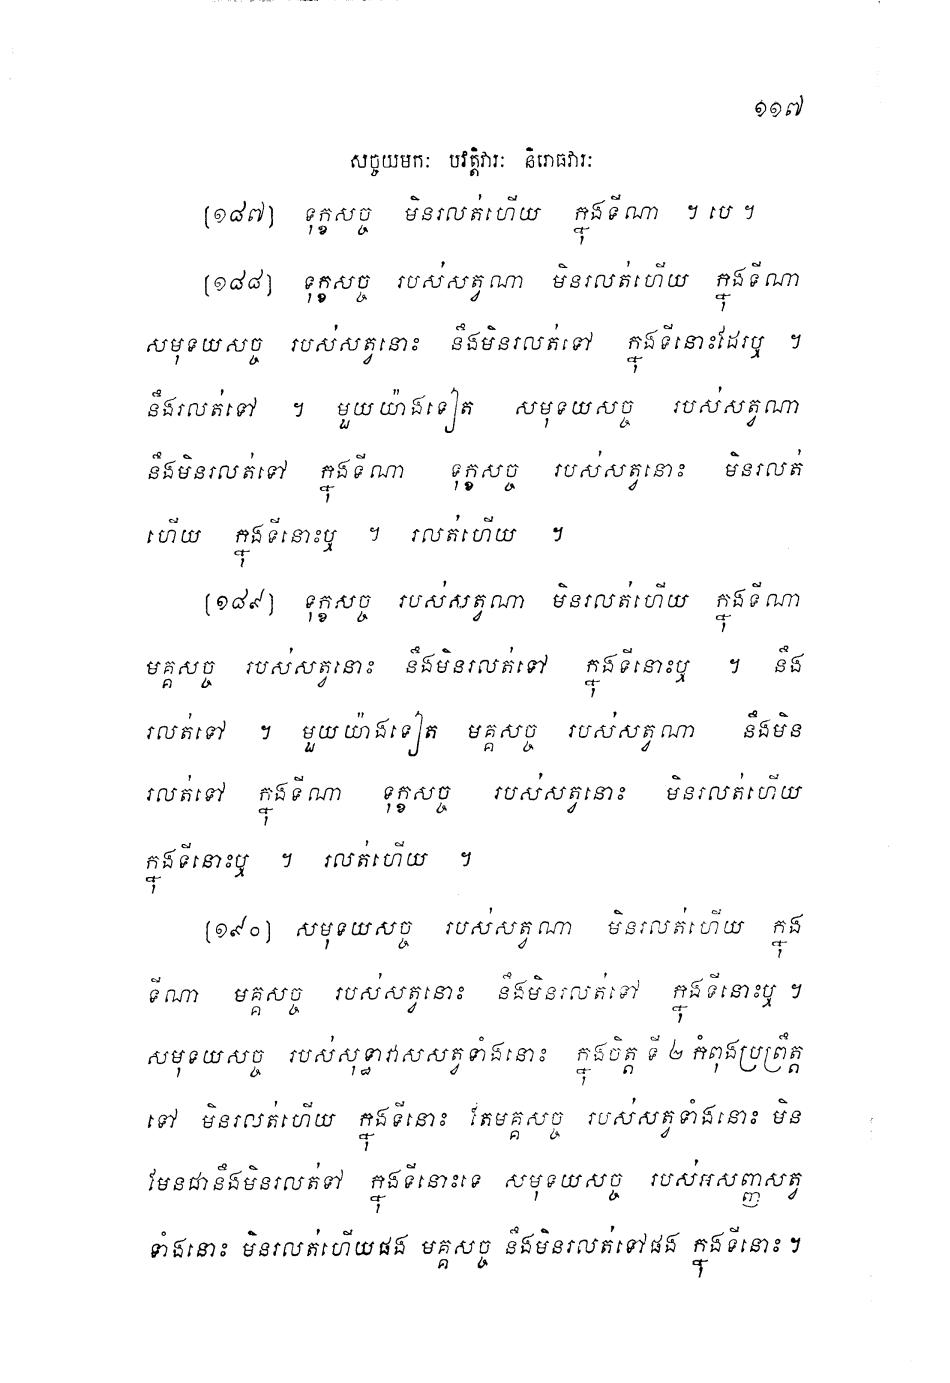 ១១៧
សច្ចយមកៈ បវត្តិវារៈ និរោធវារៈ
(១៨៧) ទុក្ខសច្ច មិនរលត់ហើយ ក្នុងទីណា ។ បេ ។
(១៨៨) ទុក្ខសច្ច របស់សត្វណា មិនរលត់ហើយ ក្នុងទីណា
សមុទយសច្ច របស់សត្វនោះ នឹងមិនរលត់ទៅ ក្នុងទីនោះដែរឬ ។
នឹងរលត់ទៅ ។ មួយយ៉ាងទៀត សមុទយសច្ច របស់សត្វណា
នឹងមិនរលត់ទៅ ក្នុងទីណា ទុក្ខសច្ច របស់សត្វនោះ មិនរលត់
ហើយ ក្នុងទីនោះឬ ។ រលត់ហើយ ។
(១៨៩) ទុក្ខសច្ច របស់សត្វណា មិនរលត់ហើយ ក្នុងទីណា
មគ្គសច្ច របស់សត្វនោះ នឹងមិនរលត់ទៅ ក្នុងទីនោះឬ ។ នឹង
រលត់ទៅ ។ មួយយ៉ាងទៀត មគ្គសច្ច របស់សត្វណា នឹងមិន
រលត់ទៅ ក្នុងទីណា ទុក្ខសច្ច របស់សត្វនោះ មិនរលត់ហើយ
ក្នុងទីនោះឬ ។ រលត់ហើយ ។
(១៩០) សមុទយសច្ច របស់សត្វណា មិនរលត់ហើយ ក្នុង
ទីណា មគ្គសច្ច របស់សត្វនោះ នឹងមិនរលត់ទៅ ក្នុងទីនោះឬ ។
សមុទយសច្ច របស់សុទ្ធាវាសសត្វទាំងនោះ ក្នុងចិត្ត ទី ២ កំពុងប្រព្រឹត្ត
ទៅ មិនរលត់ហើយ ក្នុងទីនោះ តែមគ្គសច្ច របស់សត្វទាំងនោះ មិន
មែនជានឹងមិនរលត់ទៅ ក្នុងទីនោះទេ សមុទយសច្ច របស់អសញ្ញសត្វ
ទាំងនោះ មិនរលត់ហើយផង មគ្គសច្ច នឹងមិនរលត់ទៅផង ក្នុងទីនោះ ។